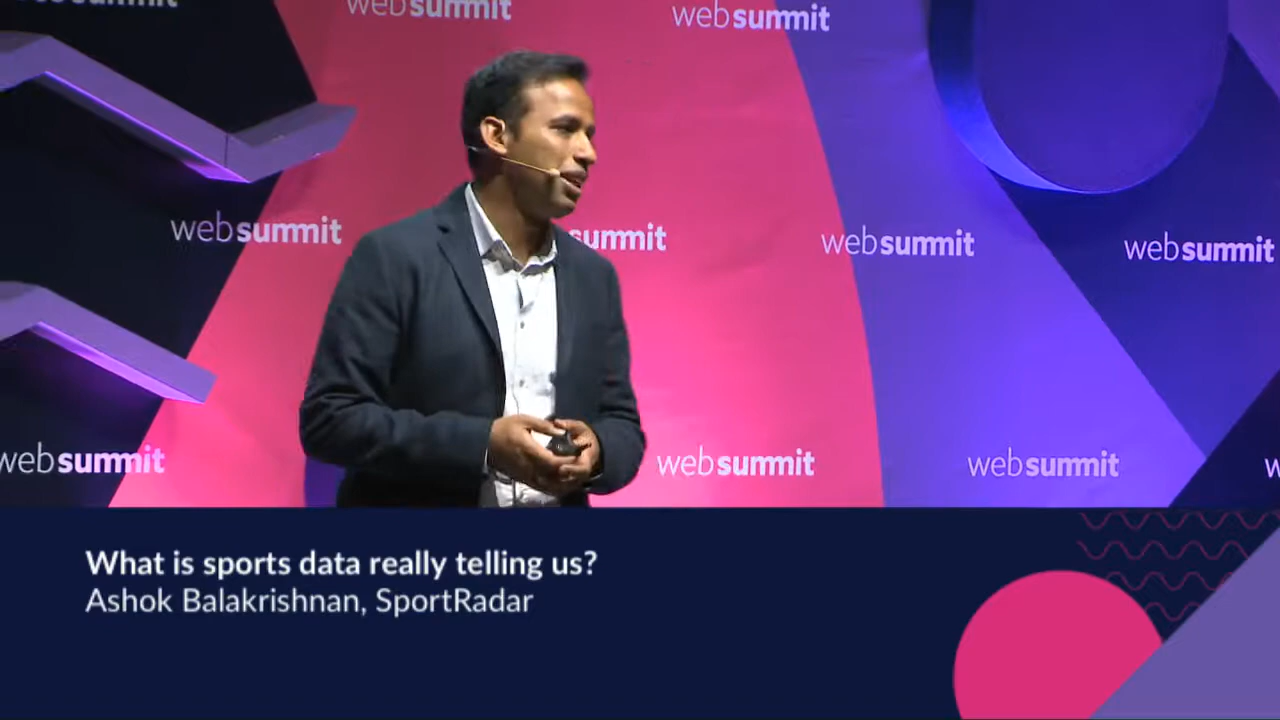 websummit
websummit
websummit
summit
websummit
websummit
websummit
websummit
websummit
What is sports data really telling us?
Ashok Balakrishnan, SportRadar